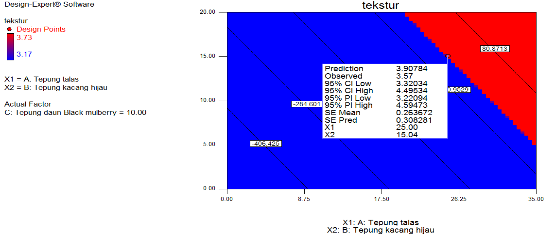 Design-Expert® Software
tekstur
Design Points
3.73
3.17
X1 = A: Tepung talas
X2 = B: Tepung kacang hijau
Actual Factor
C: Tepung daun Black mulberry = 10.00
tekstur
20.00
15.00
10.00
5.00
0.00
80.8713
-264.601
-406.426
Prediction 3.90784
Observed 3.57
95% CI Low 3.32034
95% CI High 4.49534
95% PI Low 3.22094
95% PI High 4.59473
SE Mean 0.263672
SE Pred 0.308281
X1 25.00
X2 15.04
0.00
8.75
17.50
26.25
35.00
X1: A: Tepung talas
X2: B: Tepung kacang hijau